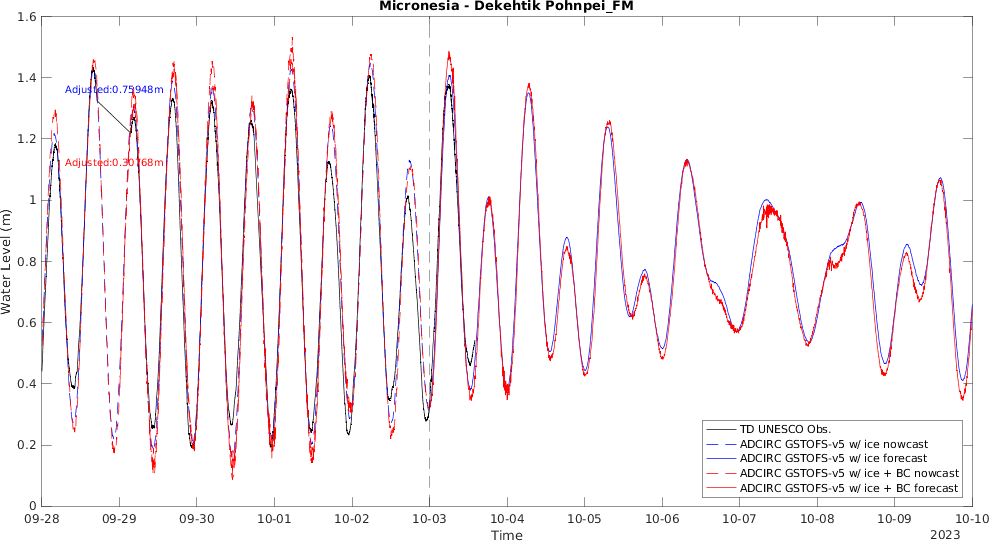 Micronesia - Dekehtik Pohnpei_FM
1.6
1.4
1.2
1
0.8
0.6
0.4
0.2
0
Water Level (m)
Adjusted:0.75948m
Adjusted:0.30768m
TD UNESCO Obs.
ADCIRC GSTOFS-v5 w/ ice nowcast
ADCIRC GSTOFS-v5 w/ ice forecast
ADCIRC GSTOFS-v5 w/ ice + BC nowcast
ADCIRC GSTOFS-v5 w/ ice + BC forecast
09-28 09-29 09-30 10-01 10-02 10-03 10-04 10-05 10-06 10-07 10-08 10-09 10-10
Time
2023